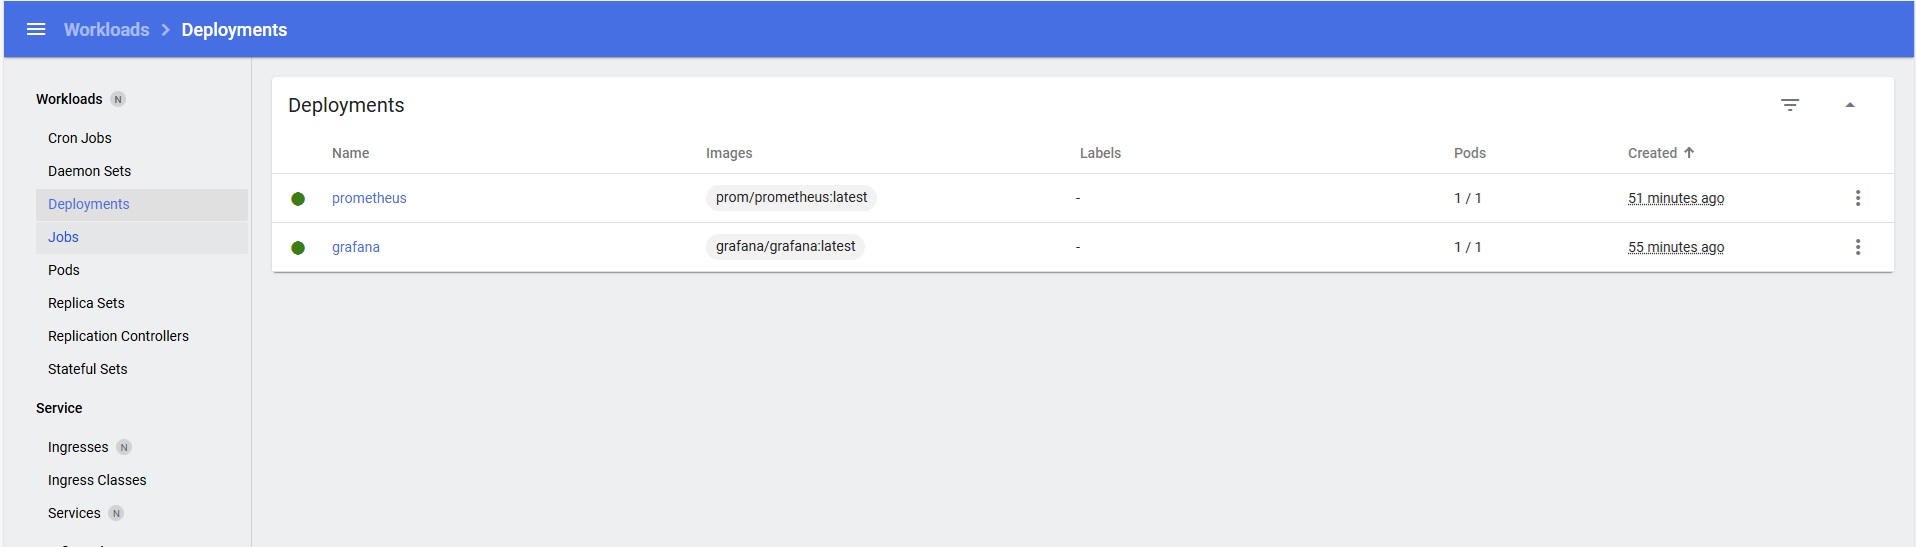 Workloads > Deployments
Workloads N
Cron Jobs
Daemon Sets
Deployments
Jobs
Pods
Replica Sets
Replication Controllers
Stateful Sets
Service
Ingresses N
Ingress Classes
Services N
Deployments
Name Images Labels Pods Created
prometheus prom/prometheus:latest - 1 / 1 51 minutes ago
grafana grafana/grafana:latest - 1 / 1 55 minutes ago